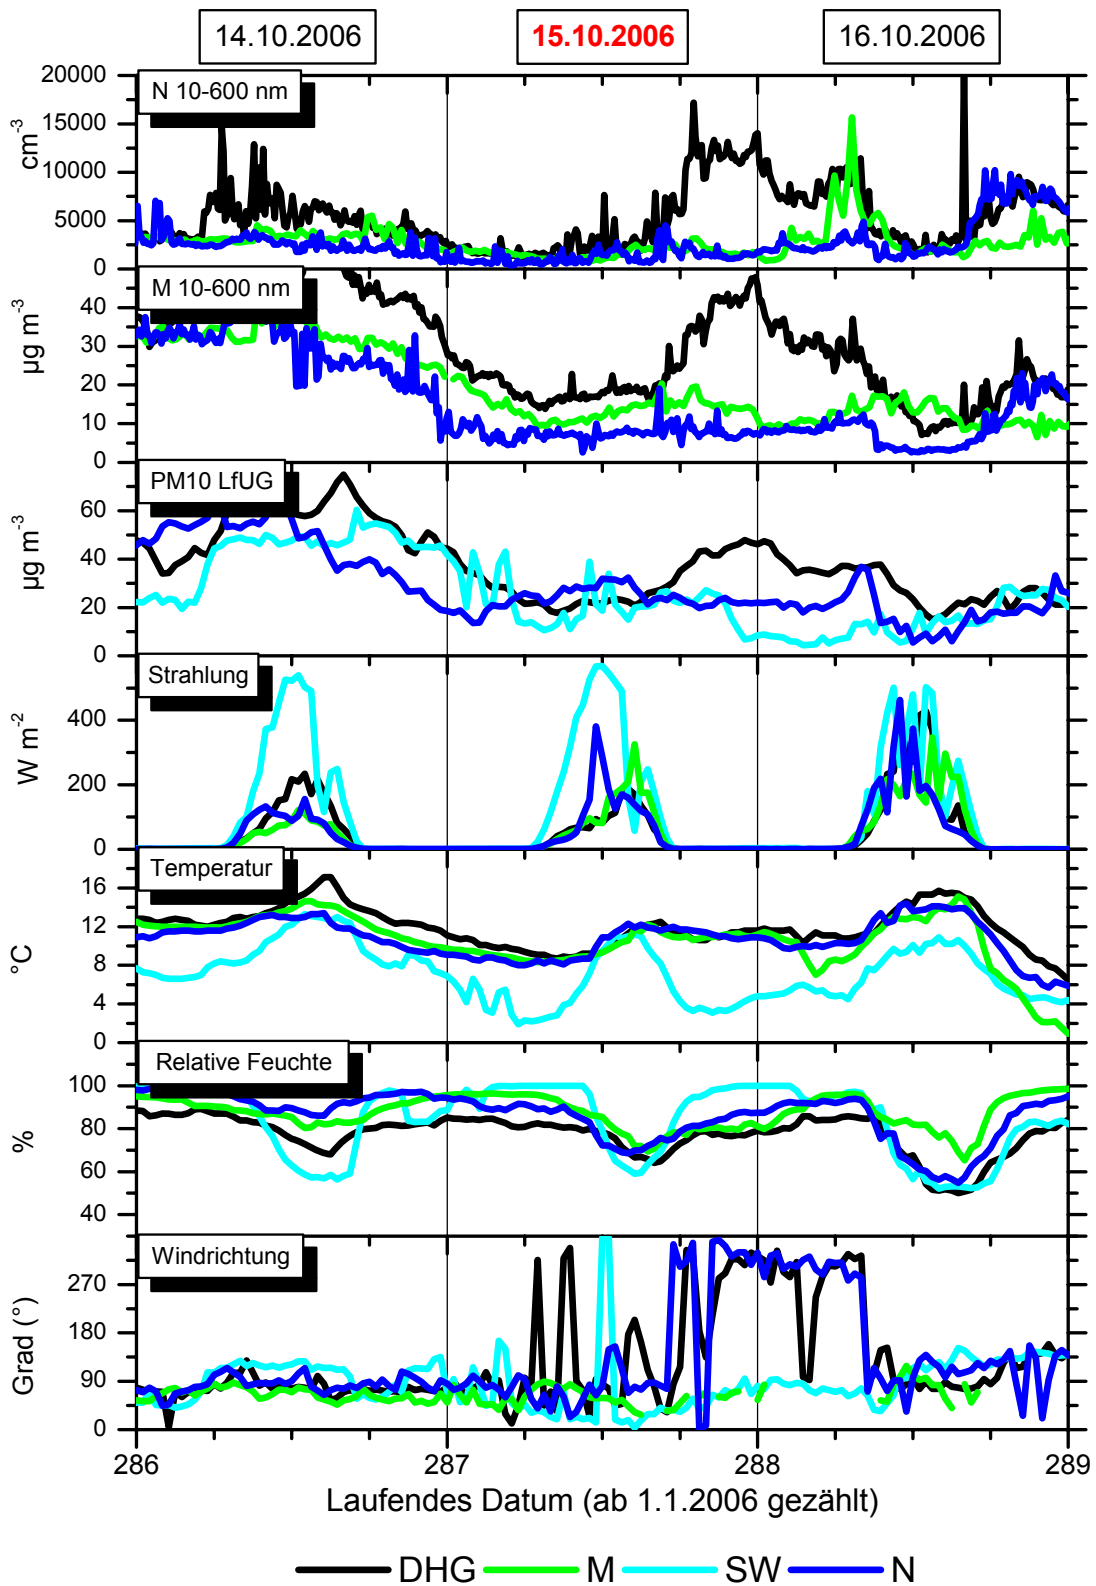 14.10.2006 15.10.2006 16.10.2006
N 10-600 nm
20000
15000
10000
5000
0
cm-3
M 10-600 nm
40
30
20
10
0
µg m-3
PM10 LfUG
60
40
20
0
µg m-3
Strahlung
400
200
0
W m-2
Temperatur
16
12
8
4
0
°C
Relative Feuchte
100
80
60
40
%
Windrichtung
270
180
90
0
Grad (°)
286 287 288 289
Laufendes Datum (ab 1.1.2006 gezählt)
DHG M SW N